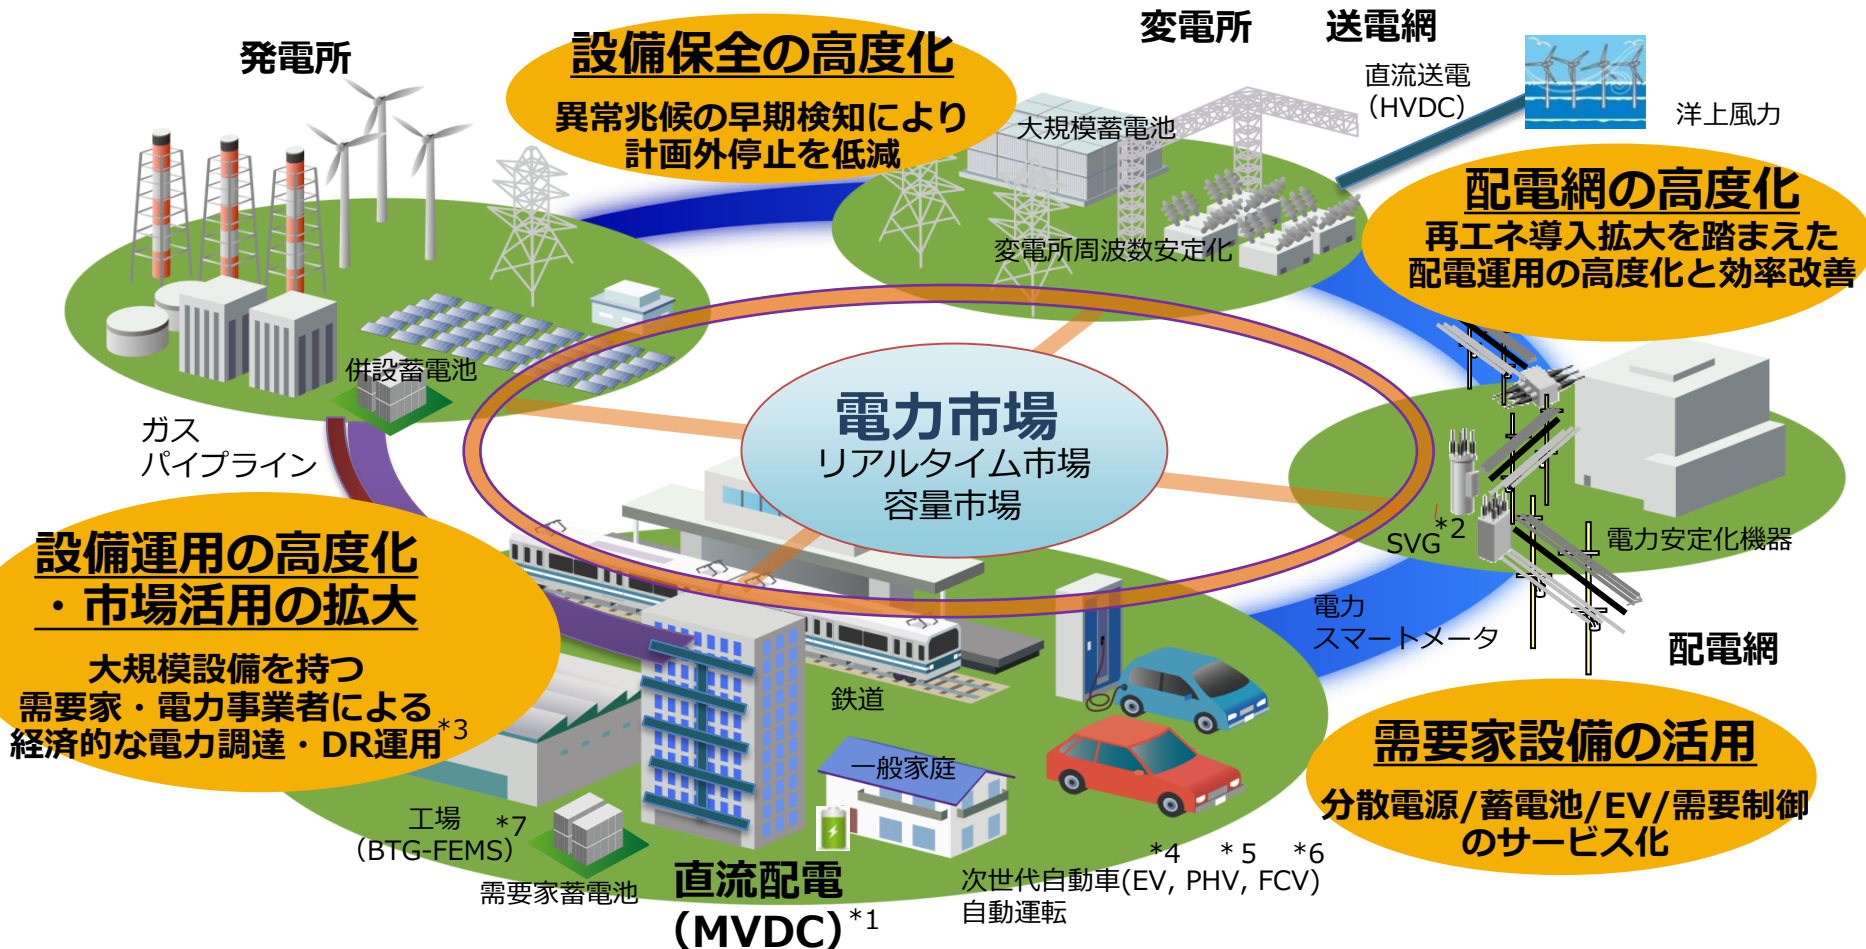 発電所
設備保全の高度化
異常兆候の早期検知により
計画外停止を低減
変電所
送電網
直流送電
（HVDC）
洋上風力
大規模蓄電池
変電所周波数安定化
配電網の高度化
再エネ導入拡大を踏まえた
配電運用の高度化と効率改善
併設蓄電池
ガス
パイプライン
電力市場
リアルタイム市場
容量市場
SVG*2
電力安定化機器
設備運用の高度化
・市場活用の拡大
大規模設備を持つ
需要家・電力事業者による
経済的な電力調達・DR運用*3
電力
スマートメータ
配電網
鉄道
一般家庭
需要家設備の活用
分散電源/蓄電池/EV/需要制御
のサービス化
工場
（BTG-FEMS）*7
需要家蓄電池
直流配電
（MVDC）*1
*4 *5 *6
次世代自動車(EV, PHV, FCV)
自動運転